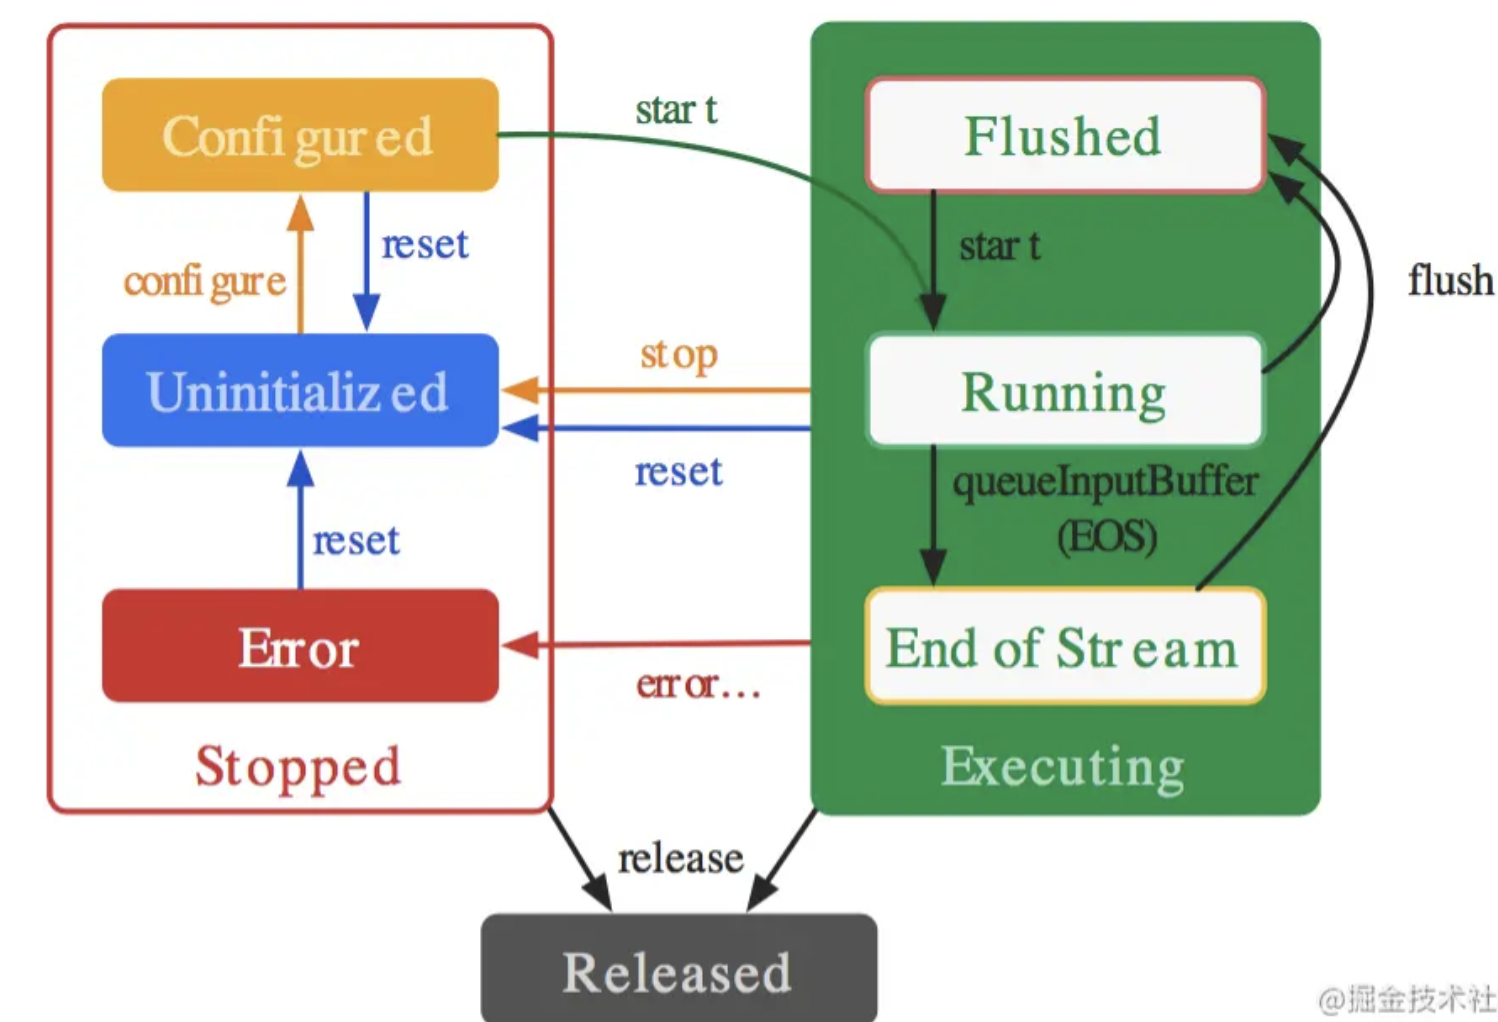 start
Configured
Flushed
reset
start
configure
flush
stop
Uninitialized
Running
reset
queueInputBuffer
(EOS)
reset
Error
End of Stream
error...
Stopped
Executing
release
Released
@掘金技术社